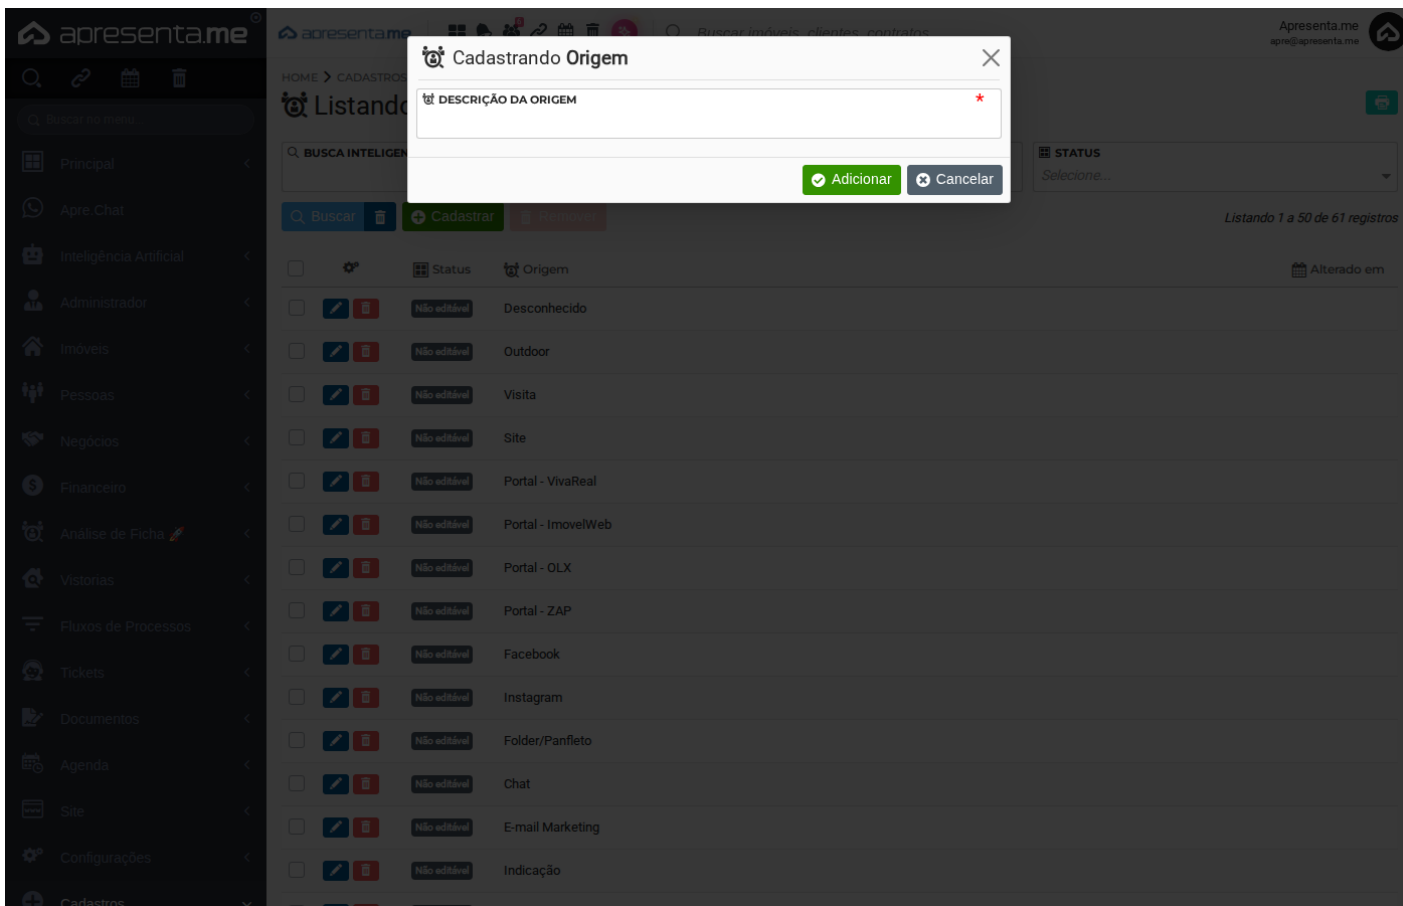 apresenta.me
apresenta.me
Buscar imóveis, clientes, contratos...
Apresenta.me
apre@apresenta.me
Cadastrando Origem
DESCRIÇÃO DA ORIGEM *
Adicionar
Cancelar
HOME > CADASTROS
Listando
BUSCA INTELIGEN
STATUS
Selecione...
Buscar
Cadastrar
Remover
Listando 1 a 50 de 61 registros
Buscar no menu...
Principal
Apre.Chat
Inteligência Artificial
Administrador
Imóveis
Pessoas
Negócios
Financeiro
Análise de Ficha 🚀
Vistorias
Fluxos de Processos
Tickets
Documentos
Agenda
Site
Configurações
Cadastros
Status Origem Alterado em
Não editável Desconhecido
Não editável Outdoor
Não editável Visita
Não editável Site
Não editável Portal - VivaReal
Não editável Portal - ImovelWeb
Não editável Portal - OLX
Não editável Portal - ZAP
Não editável Facebook
Não editável Instagram
Não editável Folder/Panfleto
Não editável Chat
Não editável E-mail Marketing
Não editável Indicação